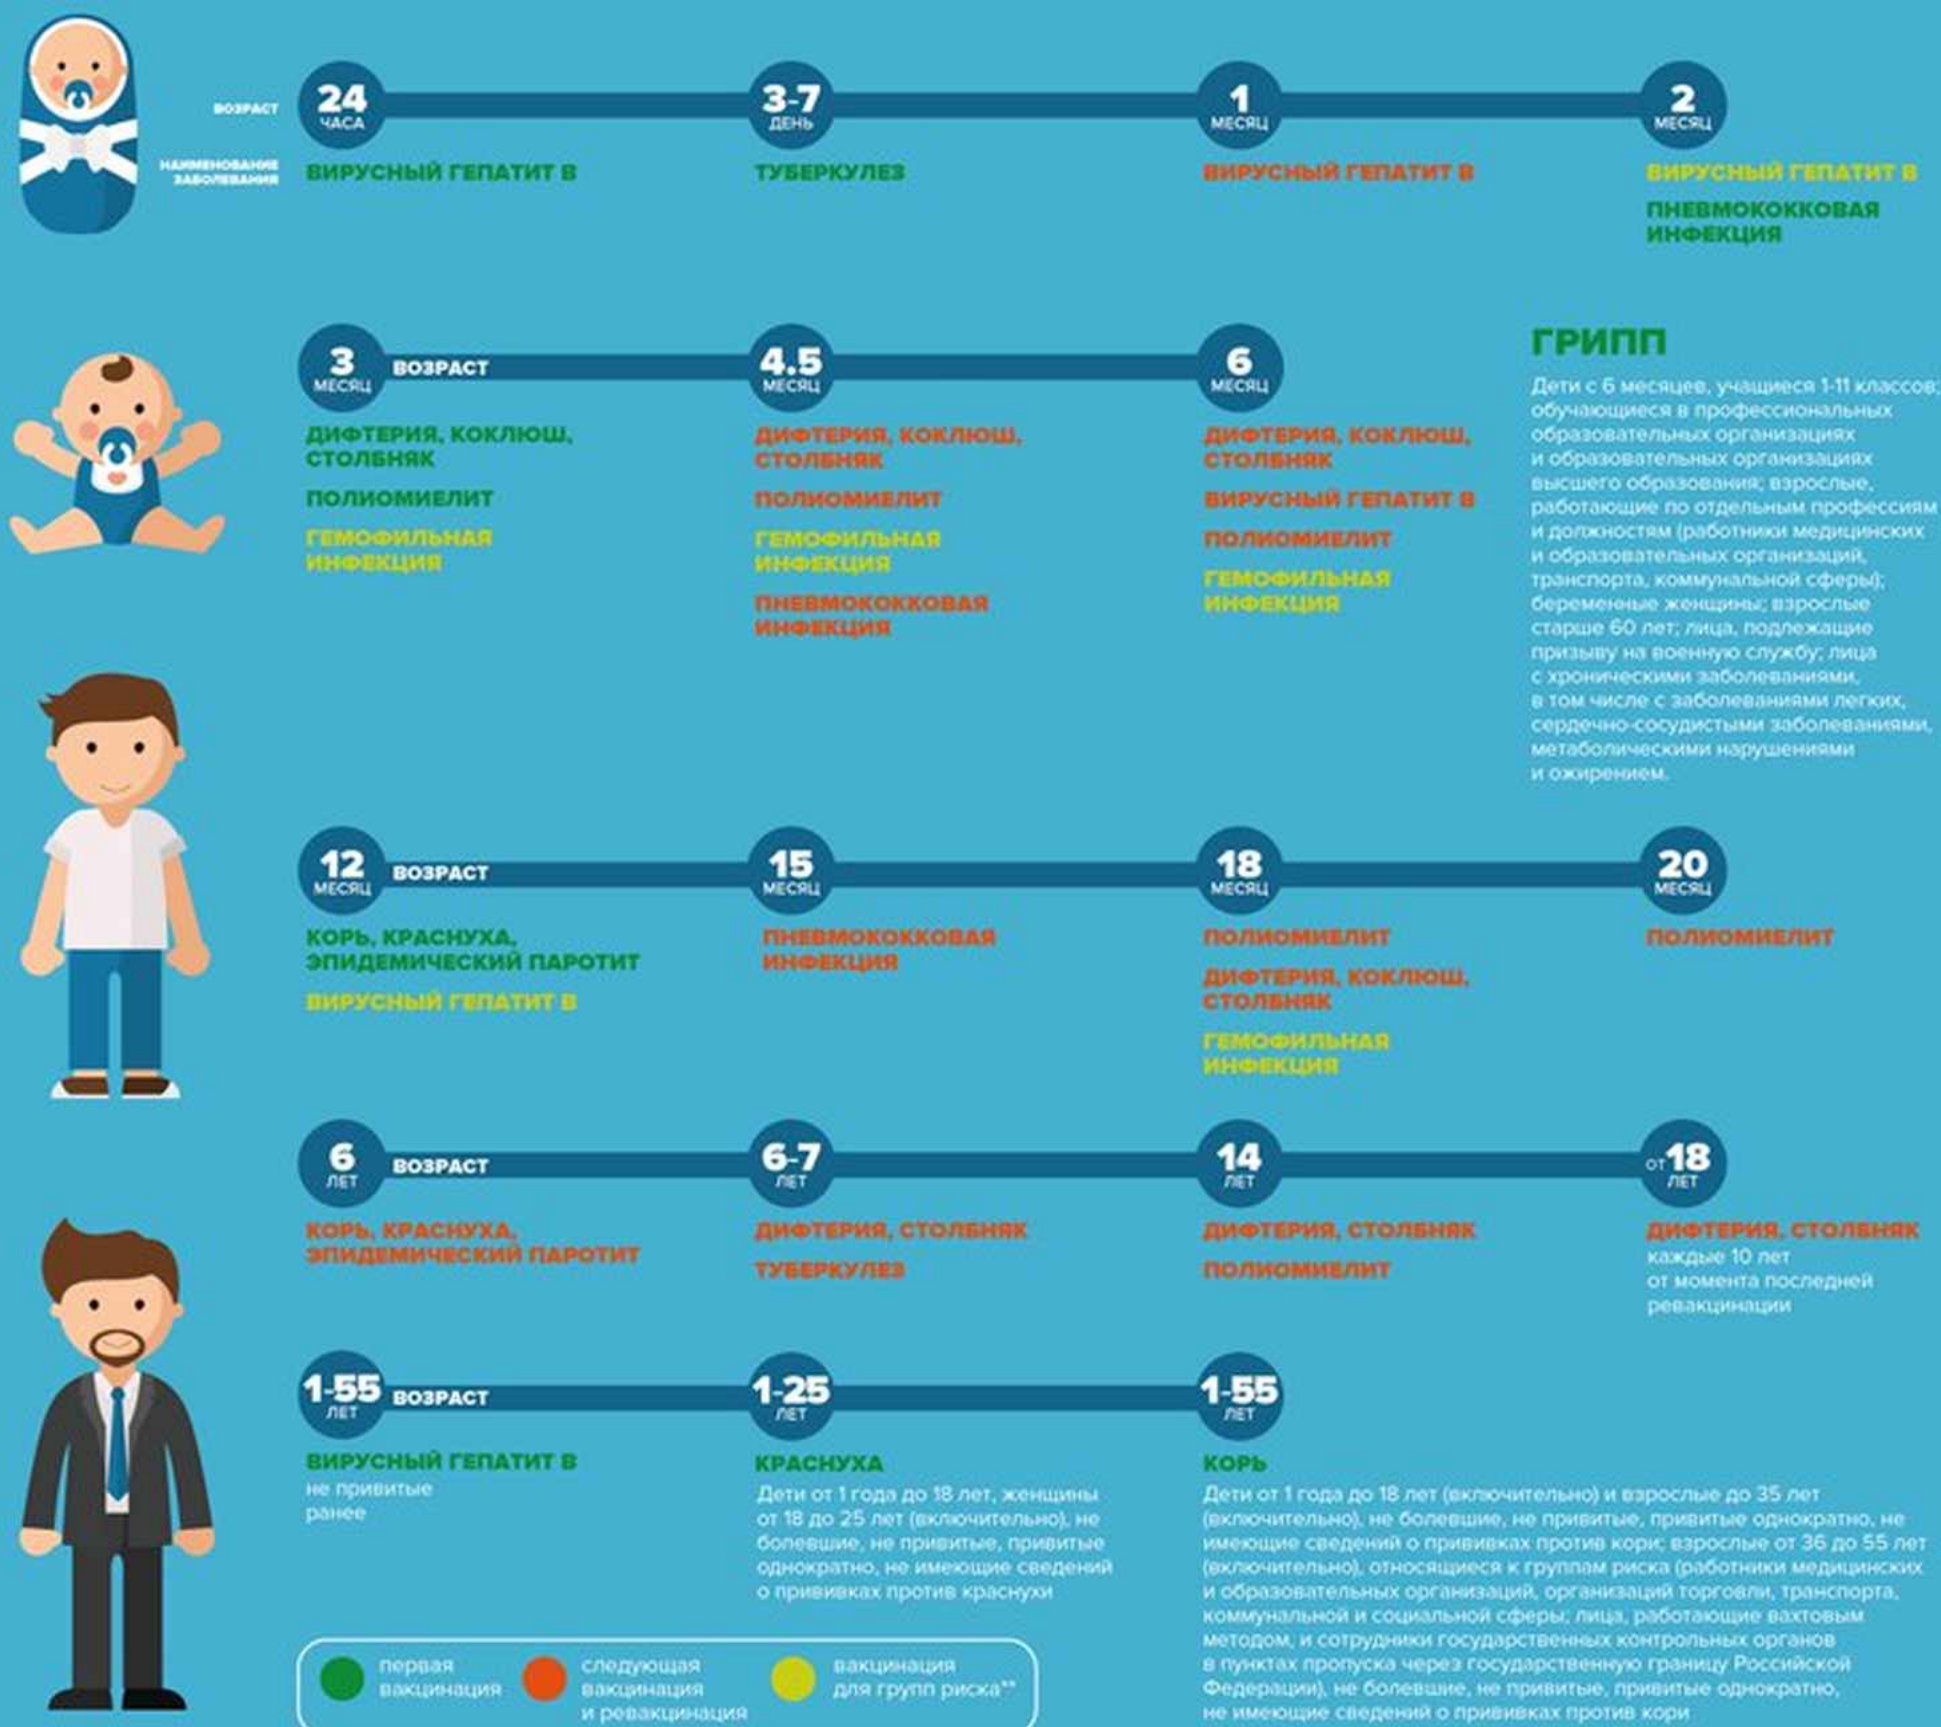 ВОЗРАСТ
24
ЧАСА
3-7
ДЕНЬ
1
МЕСЯЦ
2
МЕСЯЦ
НАИМЕНОВАНИЕ
ЗАБОЛЕВАНИЯ
ВИРУСНЫЙ ГЕПАТИТ В
ТУБЕРКУЛЕЗ
ВИРУСНЫЙ ГЕПАТИТ В
ВИРУСНЫЙ ГЕПАТИТ В
ПНЕВМОКОККОВАЯ
ИНФЕКЦИЯ
3
МЕСЯЦ
ВОЗРАСТ
4.5
МЕСЯЦ
6
МЕСЯЦ
ДИФТЕРИЯ, КОКЛЮШ,
СТОЛБНЯК
ПОЛИОМИЕЛИТ
ГЕМОФИЛЬНАЯ
ИНФЕКЦИЯ
ДИФТЕРИЯ, КОКЛЮШ,
СТОЛБНЯК
ПОЛИОМИЕЛИТ
ГЕМОФИЛЬНАЯ
ИНФЕКЦИЯ
ПНЕВМОКОККОВАЯ
ИНФЕКЦИЯ
ДИФТЕРИЯ, КОКЛЮШ,
СТОЛБНЯК
ВИРУСНЫЙ ГЕПАТИТ В
ПОЛИОМИЕЛИТ
ГЕМОФИЛЬНАЯ
ИНФЕКЦИЯ
ГРИПП
Дети с 6 месяцев, учащиеся 1-11 классов;
обучающиеся в профессиональных
образовательных организациях
и образовательных организациях
высшего образования; взрослые,
работающие по отдельным профессиям
и должностям (работники медицинских
и образовательных организаций,
транспорта, коммунальной сферы);
беременные женщины; взрослые
старше 60 лет; лица, подлежащие
призыву на военную службу; лица
с хроническими заболеваниями,
в том числе с заболеваниями легких,
сердечно-сосудистыми заболеваниями,
метаболическими нарушениями
и ожирением.
12
МЕСЯЦ
ВОЗРАСТ
15
МЕСЯЦ
18
МЕСЯЦ
20
МЕСЯЦ
КОРЬ, КРАСНУХА,
ЭПИДЕМИЧЕСКИЙ ПАРОТИТ
ВИРУСНЫЙ ГЕПАТИТ В
ПНЕВМОКОККОВАЯ
ИНФЕКЦИЯ
ПОЛИОМИЕЛИТ
ДИФТЕРИЯ, КОКЛЮШ,
СТОЛБНЯК
ГЕМОФИЛЬНАЯ
ИНФЕКЦИЯ
ПОЛИОМИЕЛИТ
6
ЛЕТ
ВОЗРАСТ
6-7
ЛЕТ
14
ЛЕТ
от 18
ЛЕТ
КОРЬ, КРАСНУХА,
ЭПИДЕМИЧЕСКИЙ ПАРОТИТ
ДИФТЕРИЯ, СТОЛБНЯК
ТУБЕРКУЛЕЗ
ДИФТЕРИЯ, СТОЛБНЯК
ПОЛИОМИЕЛИТ
ДИФТЕРИЯ, СТОЛБНЯК
каждые 10 лет
от момента последней
ревакцинации
1-55
ЛЕТ
ВОЗРАСТ
1-25
ЛЕТ
1-55
ЛЕТ
ВИРУСНЫЙ ГЕПАТИТ В
не привитые
ранее
КРАСНУХА
Дети от 1 года до 18 лет, женщины
от 18 до 25 лет (включительно), не
болевшие, не привитые, привитые
однократно, не имеющие сведений
о прививках против краснухи
КОРЬ
Дети от 1 года до 18 лет (включительно) и взрослые до 35 лет
(включительно), не болевшие, не привитые, привитые однократно, не
имеющие сведений о прививках против кори; взрослые от 36 до 55 лет
(включительно), относящиеся к группам риска (работники медицинских
и образовательных организаций, организаций торговли, транспорта,
коммунальной и социальной сферы; лица, работающие вахтовым
методом, и сотрудники государственных контрольных органов
в пунктах пропуска через государственную границу Российской
Федерации), не болевшие, не привитые, привитые однократно,
не имеющие сведений о прививках против кори
первая
вакцинация
следующая
вакцинация
и ревакцинация
вакцинация
для групп риска**